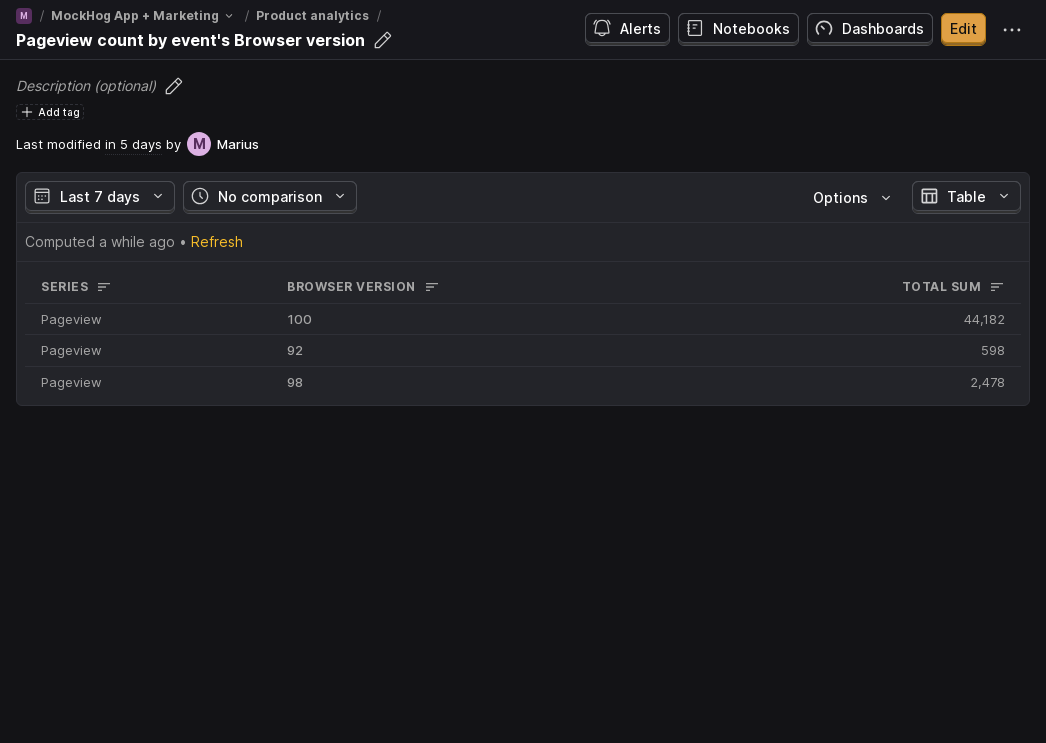 M / MockHog App + Marketing / Product analytics /
Pageview count by event's Browser version
Alerts Notebooks Dashboards Edit
Description (optional)
Add tag
Last modified in 5 days by M Marius
Last 7 days No comparison Options Table
Computed a while ago • Refresh
SERIES BROWSER VERSION TOTAL SUM
Pageview 100 44,182
Pageview 92 598
Pageview 98 2,478